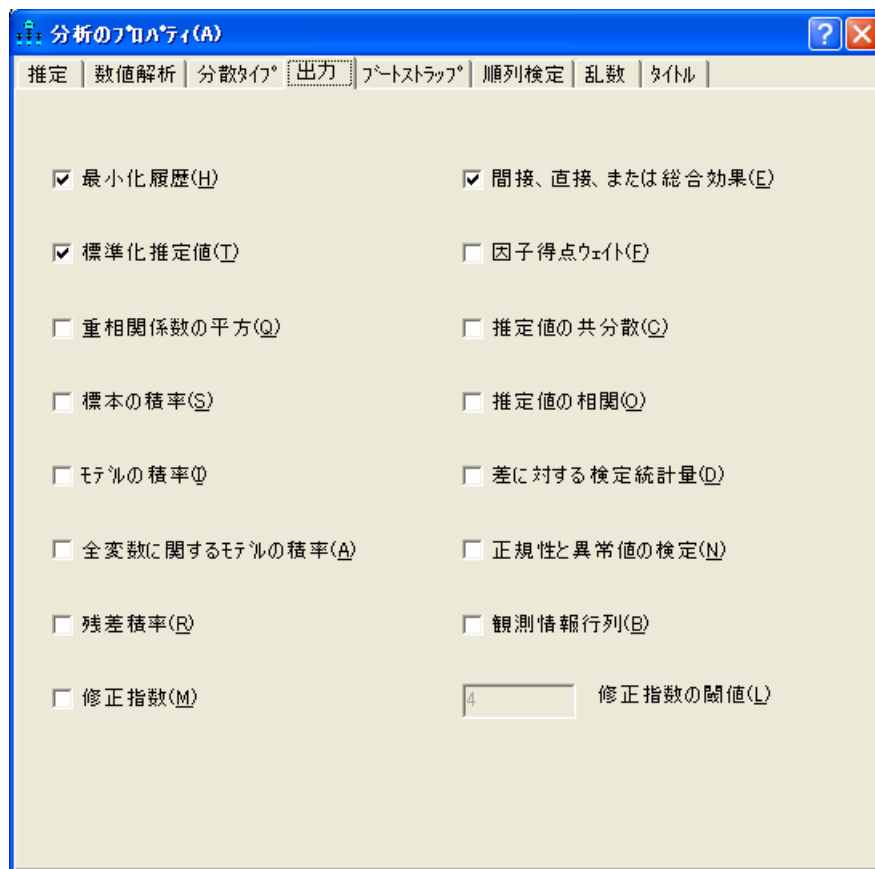 分析のﾌﾟﾛﾊﾟﾃｨ(A)
推定 数値解析 分散ﾀｲﾌﾟ 出力 ﾌﾞｰﾄｽﾄﾗｯﾌﾟ 順列検定 乱数 ﾀｲﾄﾙ
最小化履歴(H) 間接、直接、または総合効果(E)
標準化推定値(T) 因子得点ｳｪｲﾄ(F)
重相関係数の平方(Q) 推定値の共分散(C)
標本の積率(S) 推定値の相関(O)
ﾓﾃﾞﾙの積率(I) 差に対する検定統計量(D)
全変数に関するﾓﾃﾞﾙの積率(A) 正規性と異常値の検定(N)
残差積率(R) 観測情報行列(B)
修正指数(M) 4 修正指数の閾値(L)